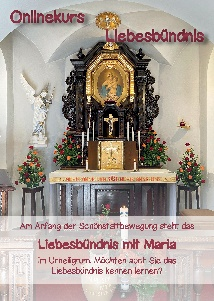 Onlinekurs
Liebesbündnis
Am Anfang der Schönstattbewegung steht das
Liebesbündnis mit Maria
im Urheiligtum. Möchten auch Sie das
Liebesbündnis kennen lernen?